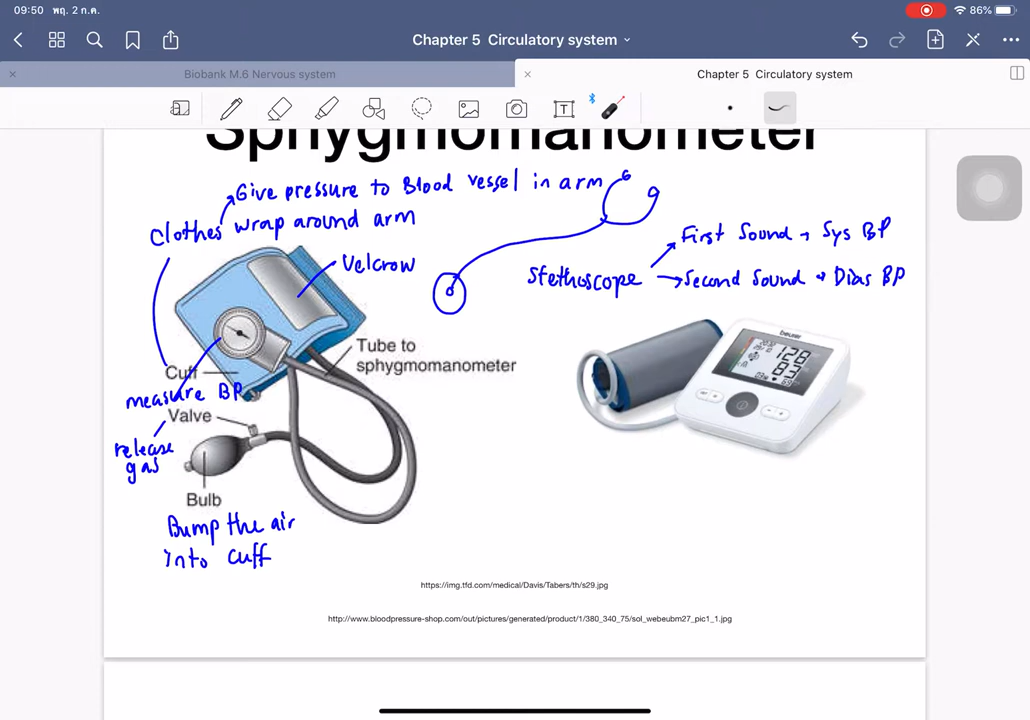 09:50 พฤ. 2 ก.ค.
86%
Chapter 5 Circulatory system
Biobank M.6 Nervous system
Chapter 5 Circulatory system
Sphygmomanometer
Give pressure to Blood vessel in arm
Clothes wrap around arm
Velcrow
First Sound → Sys BP
Stethoscope
Second Sound → Dias BP
Tube to
sphygmomanometer
beurer
128
83
Cuff
measure BP
Valve
release
gas
Bulb
Bump the air
into cuff
https://img.tfd.com/medical/Davis/Tabers/th/s29.jpg
http://www.bloodpressure-shop.com/out/pictures/generated/product/1/380_340_75/sol_webeubm27_pic1_1.jpg